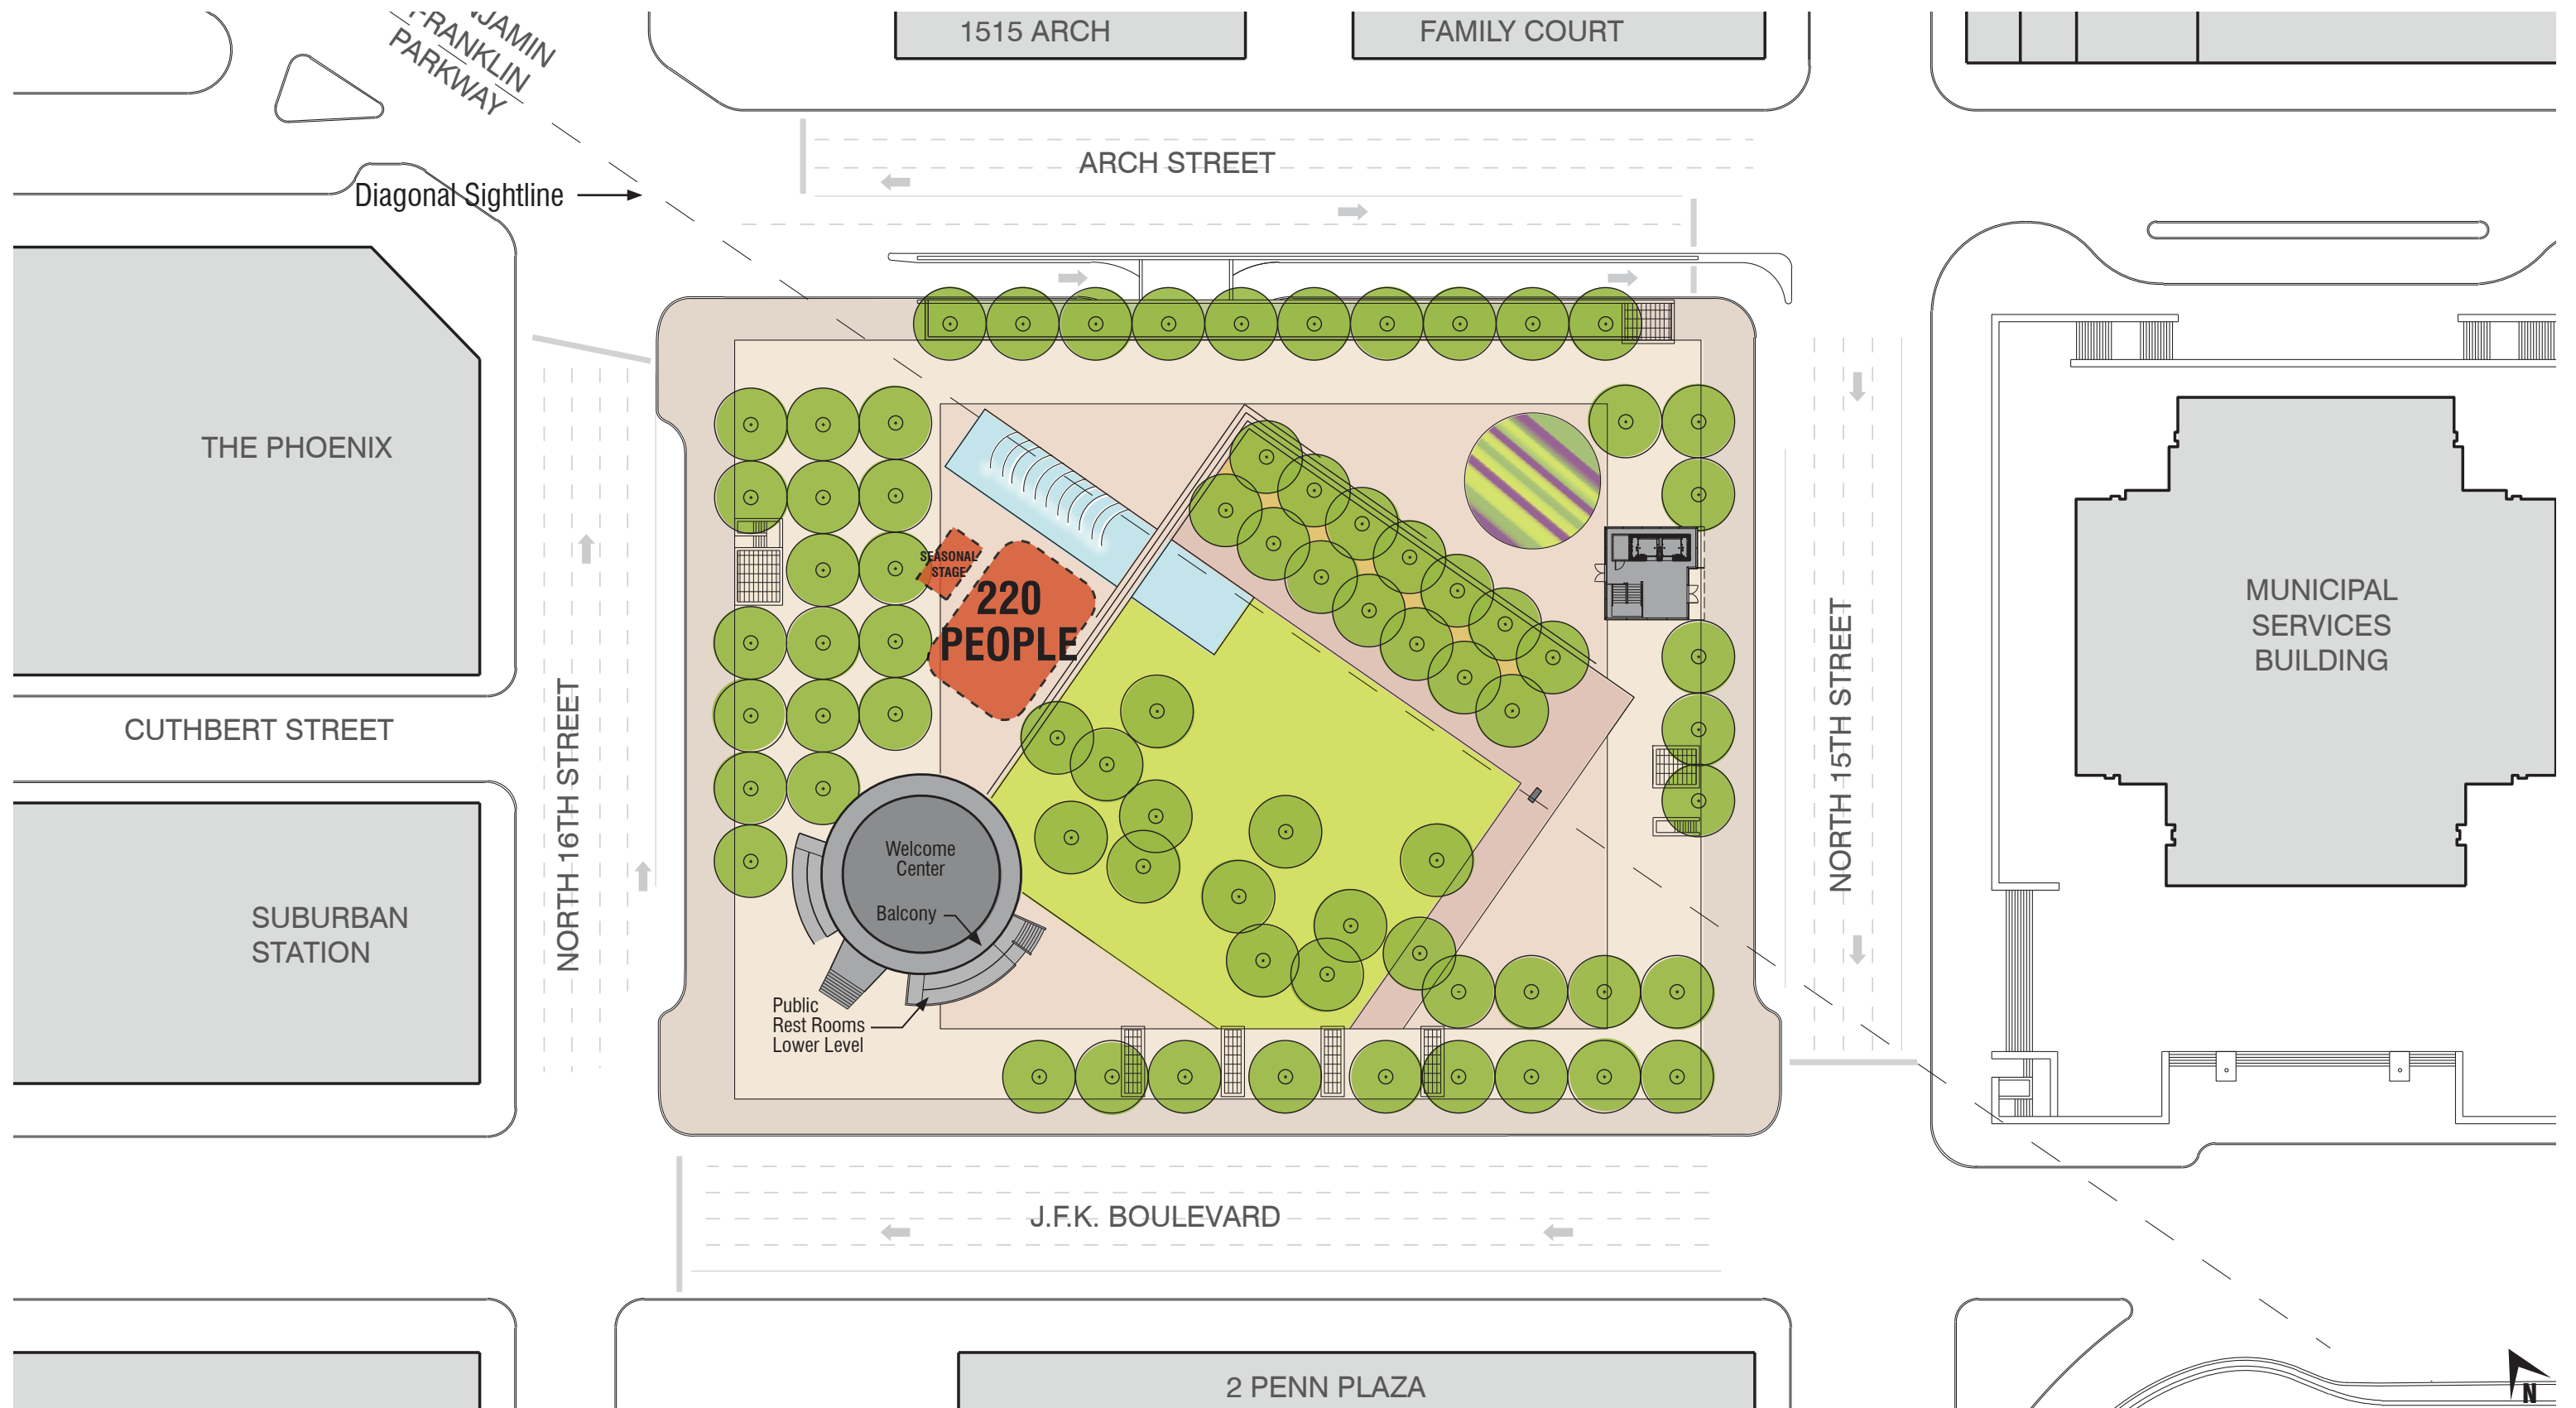 1515 ARCH
FAMILY COURT
FRANKLIN
PARKWAY
ARCH STREET
Diagonal Sightline
THE PHOENIX
SEASONAL
STAGE
220
PEOPLE
MUNICIPAL
SERVICES
BUILDING
CUTHBERT STREET
NORTH 16TH STREET
NORTH 15TH STREET
Welcome
Center
Balcony
SUBURBAN
STATION
Public
Rest Rooms
Lower Level
J.F.K. BOULEVARD
2 PENN PLAZA
N